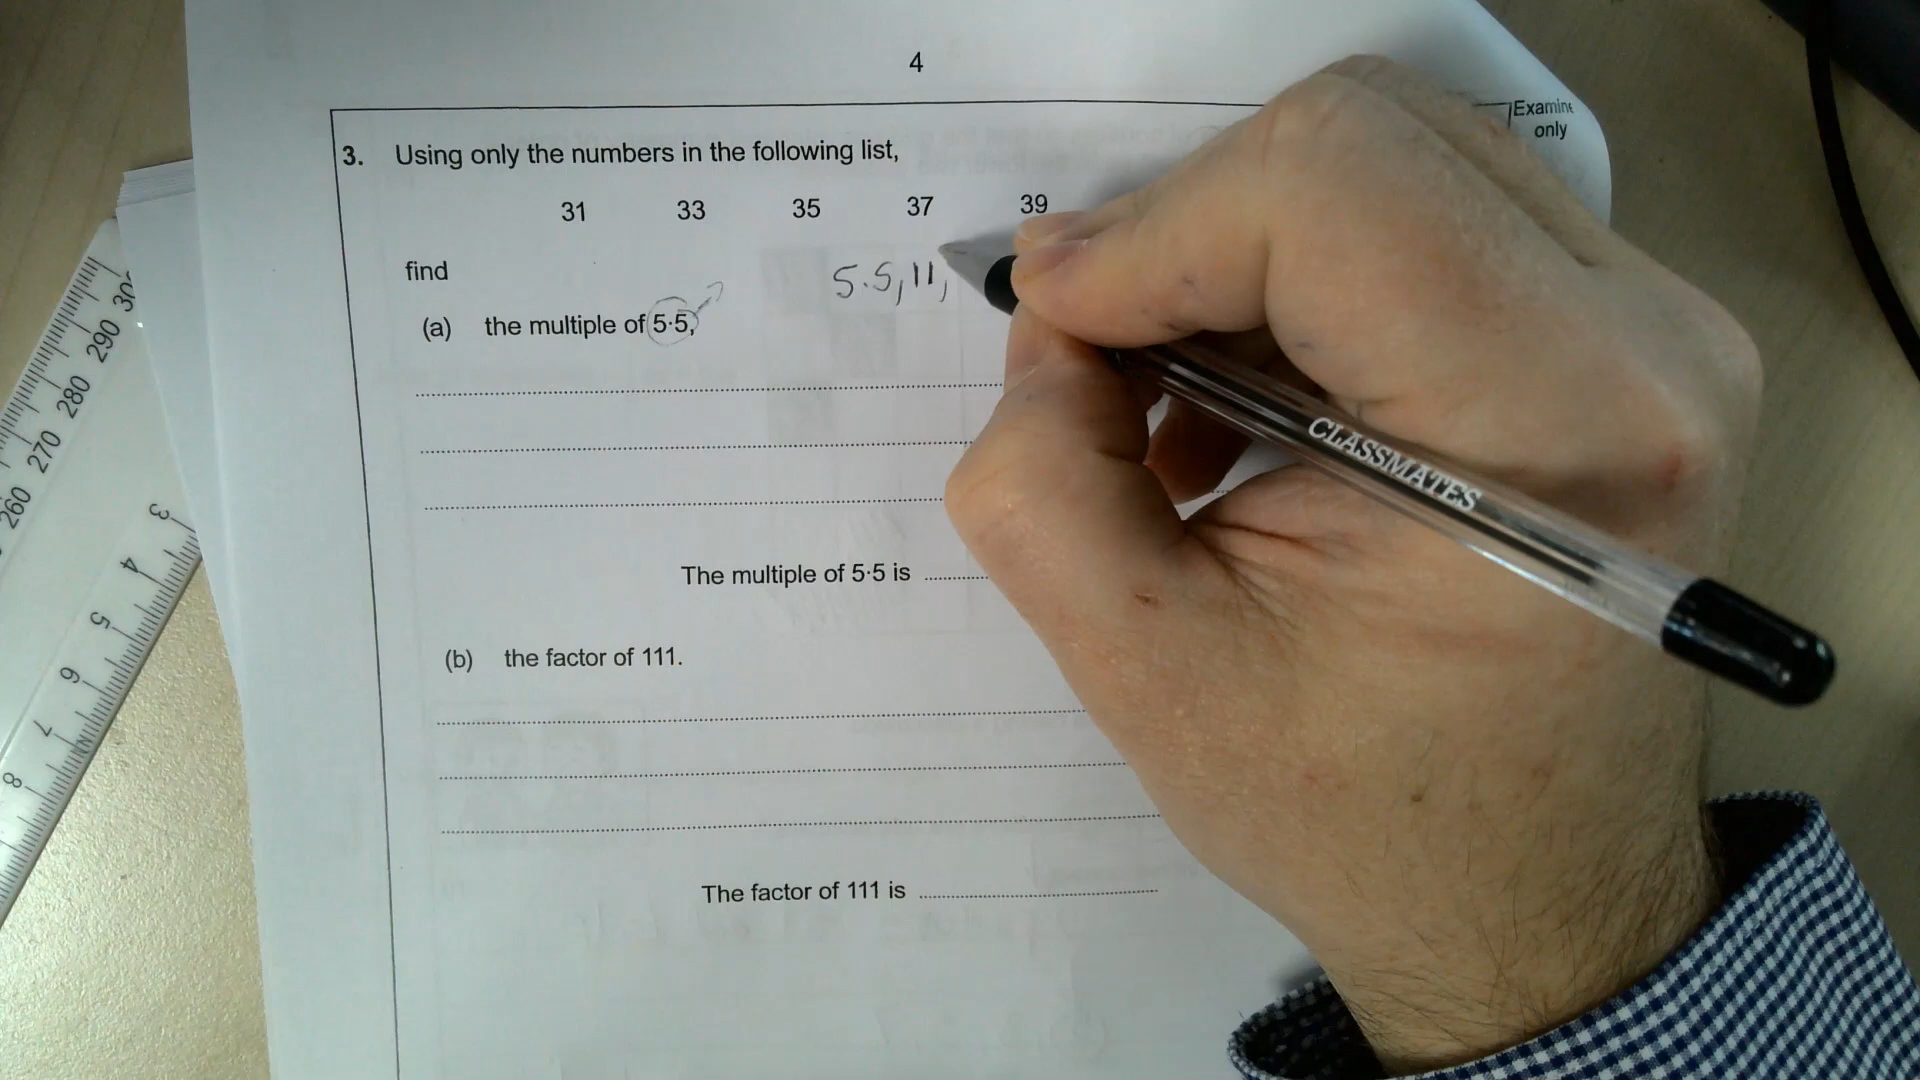 4
Examine
only
3. Using only the numbers in the following list,
31 33 35 37 39
find
5.5, 11,
(a) the multiple of 5·5,
The multiple of 5·5 is
(b) the factor of 111.
The factor of 111 is
CLASSMATES
260 270 280 290 30
3 4 5 6 7 8